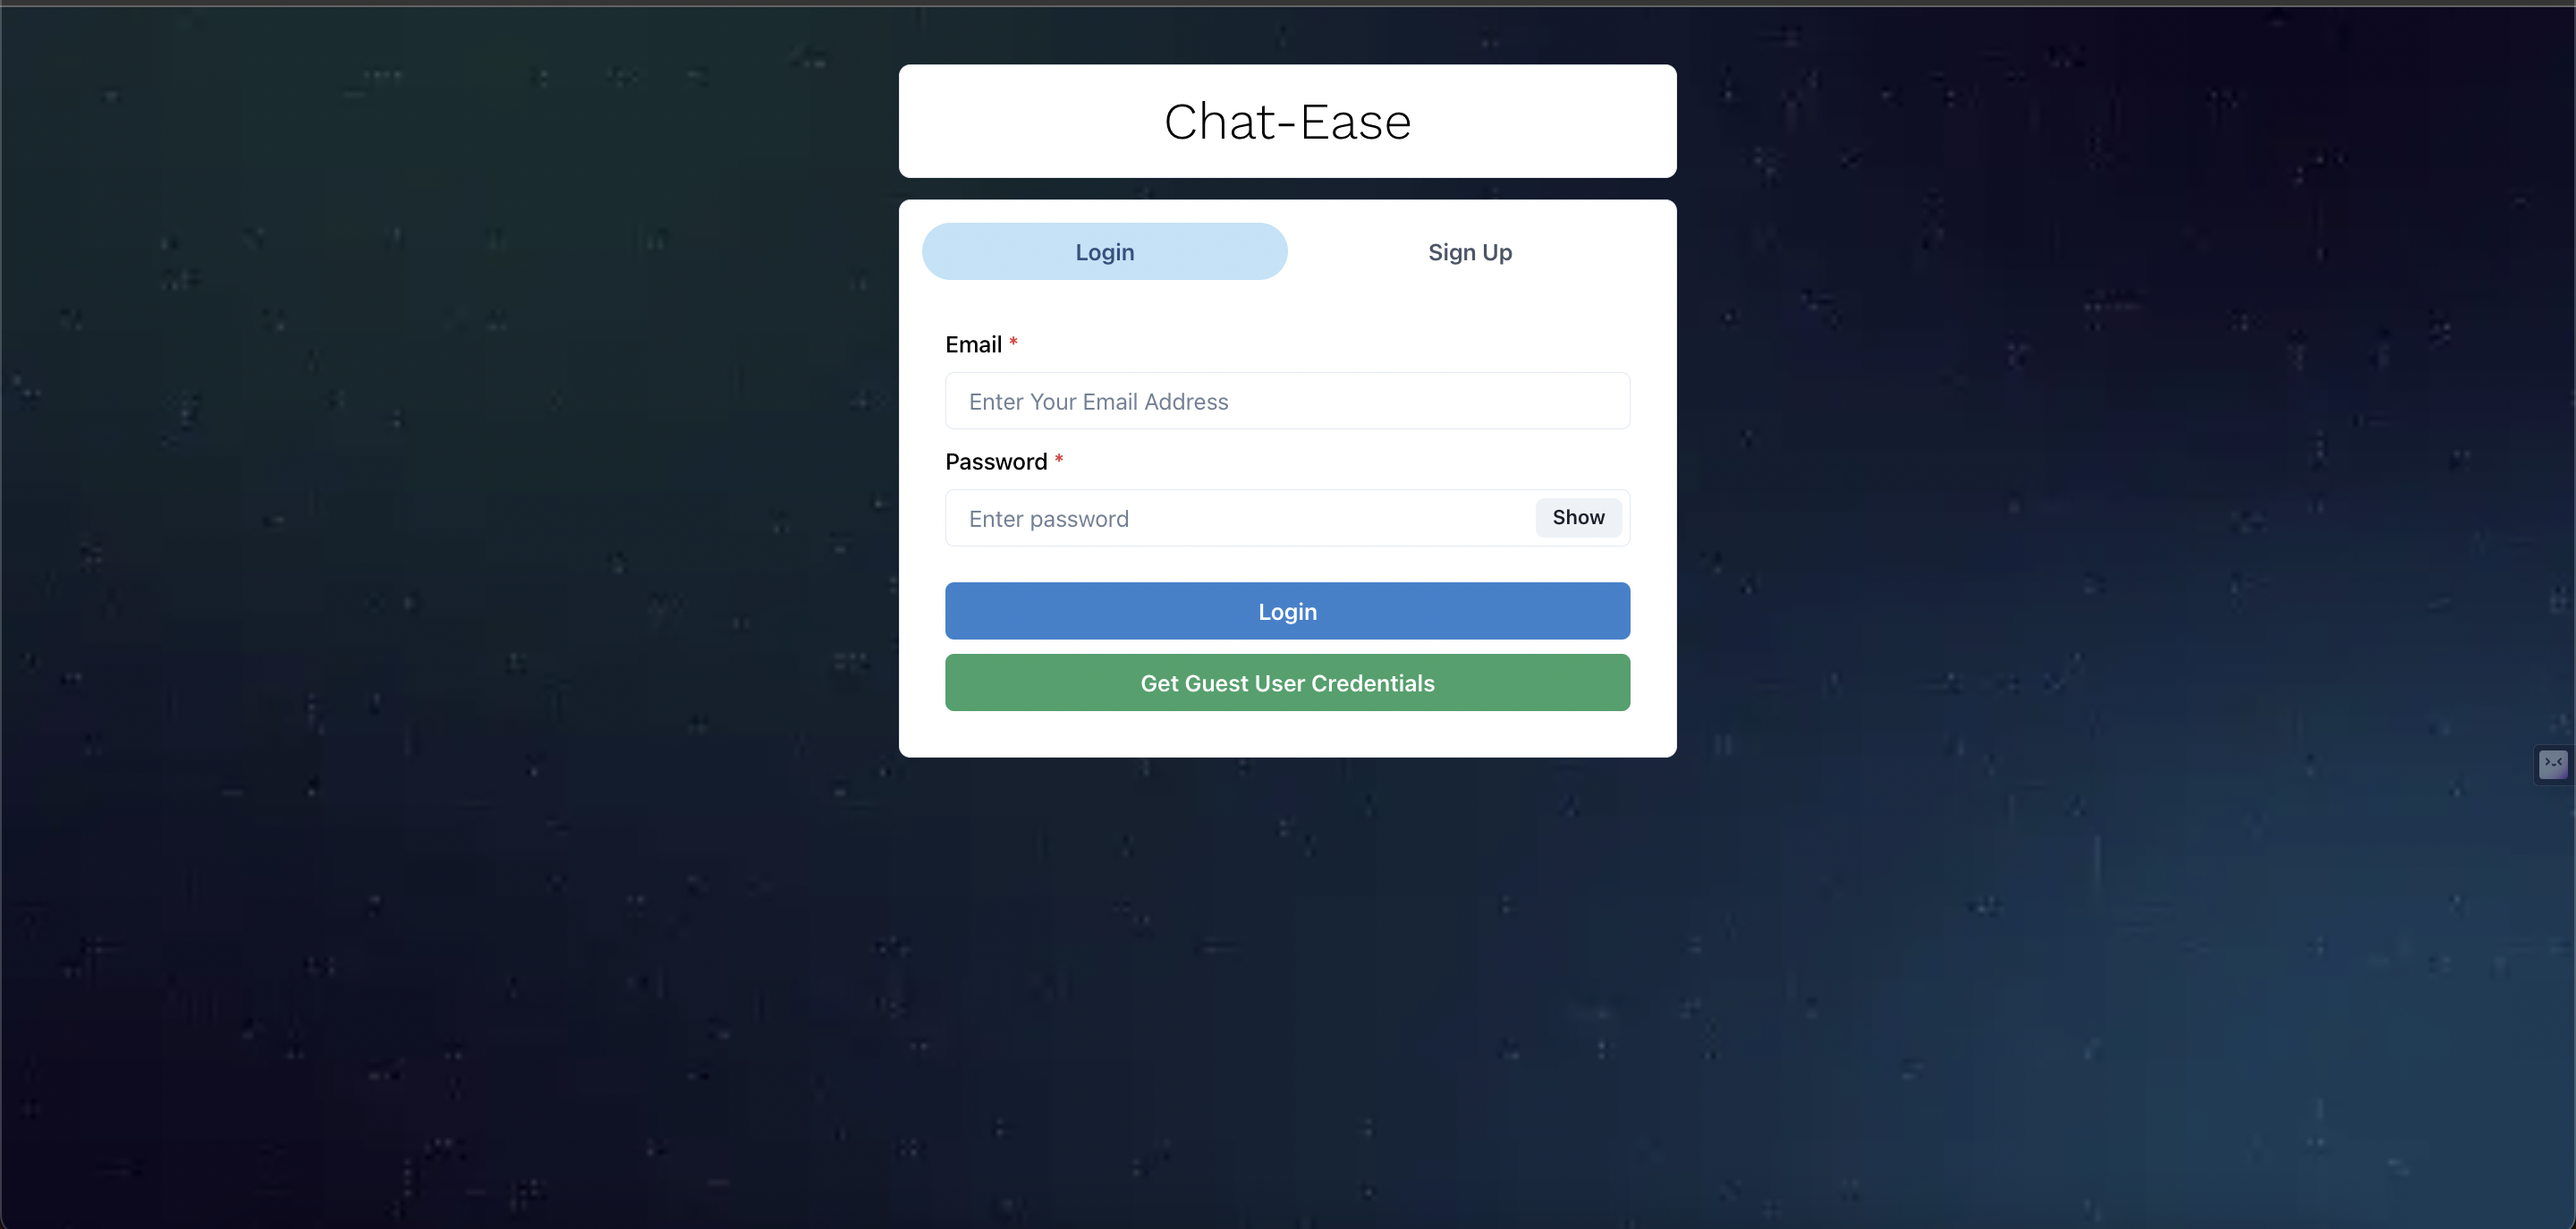 Chat-Ease
Login
Sign Up
Email *
Enter Your Email Address
Password *
Enter password
Show
Login
Get Guest User Credentials